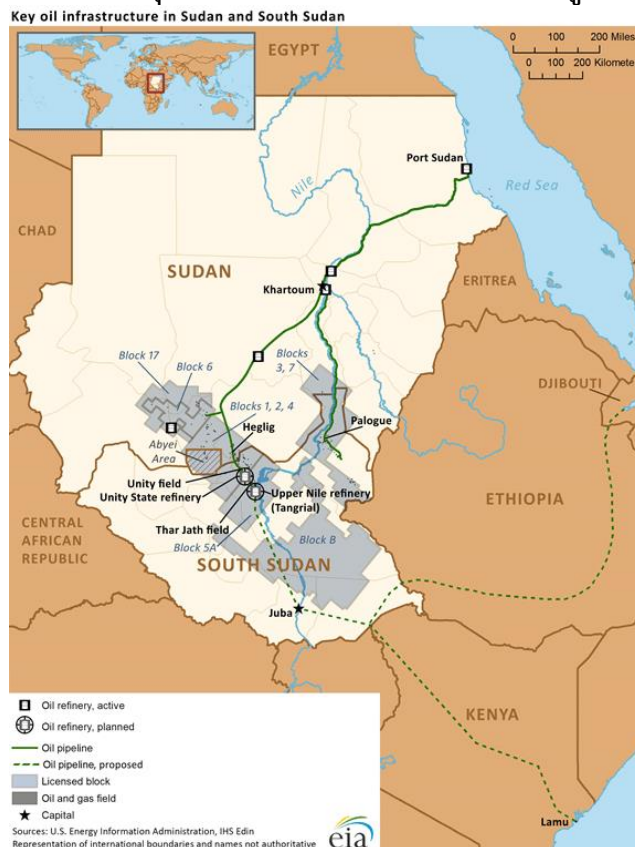 Key oil infrastructure in Sudan and South Sudan
0 100 200 Miles
0 100 200 Kilomete
EGYPT
Port Sudan
Nile
Red Sea
CHAD
SUDAN
Khartoum
ERITREA
Block 17
Block 6
Blocks
3, 7
DJIBOUTI
Blocks 1, 2, 4
Heglig
Palogue
Abyei
Area
Unity field
Unity State refinery
Upper Nile refinery
(Tangrial)
ETHIOPIA
Thar Jath field
CENTRAL
AFRICAN
REPUBLIC
Block 5A
Block B
SOUTH SUDAN
Juba
KENYA
Lamu
Oil refinery, active
Oil refinery, planned
Oil pipeline
Oil pipeline, proposed
Licensed block
Oil and gas field
Capital
Sources: U.S. Energy Information Administration, IHS Edin
Representation of international boundaries and names not authoritative
eia